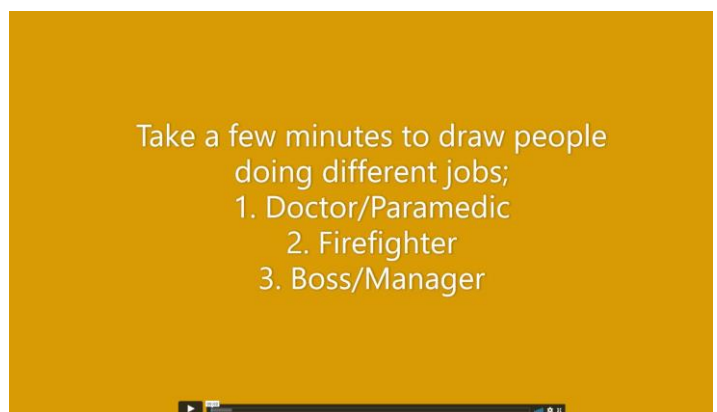 Take a few minutes to draw people
doing different jobs;
1. Doctor/Paramedic
2. Firefighter
3. Boss/Manager